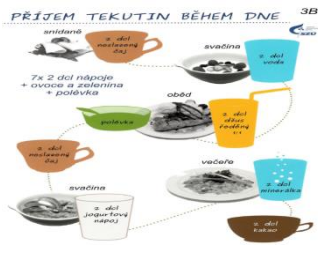 PŘÍJEM TEKUTIN BĚHEM DNE
3B
SZÚ
snídaně
2 dcl
neslazený
čaj
svačina
2 dcl
voda
7x 2 dcl nápoje
+ ovoce a zelenina
+ polévka
oběd
polévka
2 dcl
džus
ředěný
1:1
2 dcl
neslazený
čaj
večeře
2 dcl
minerálka
svačina
2 dcl
jogurtový
nápoj
2 dcl
kakao